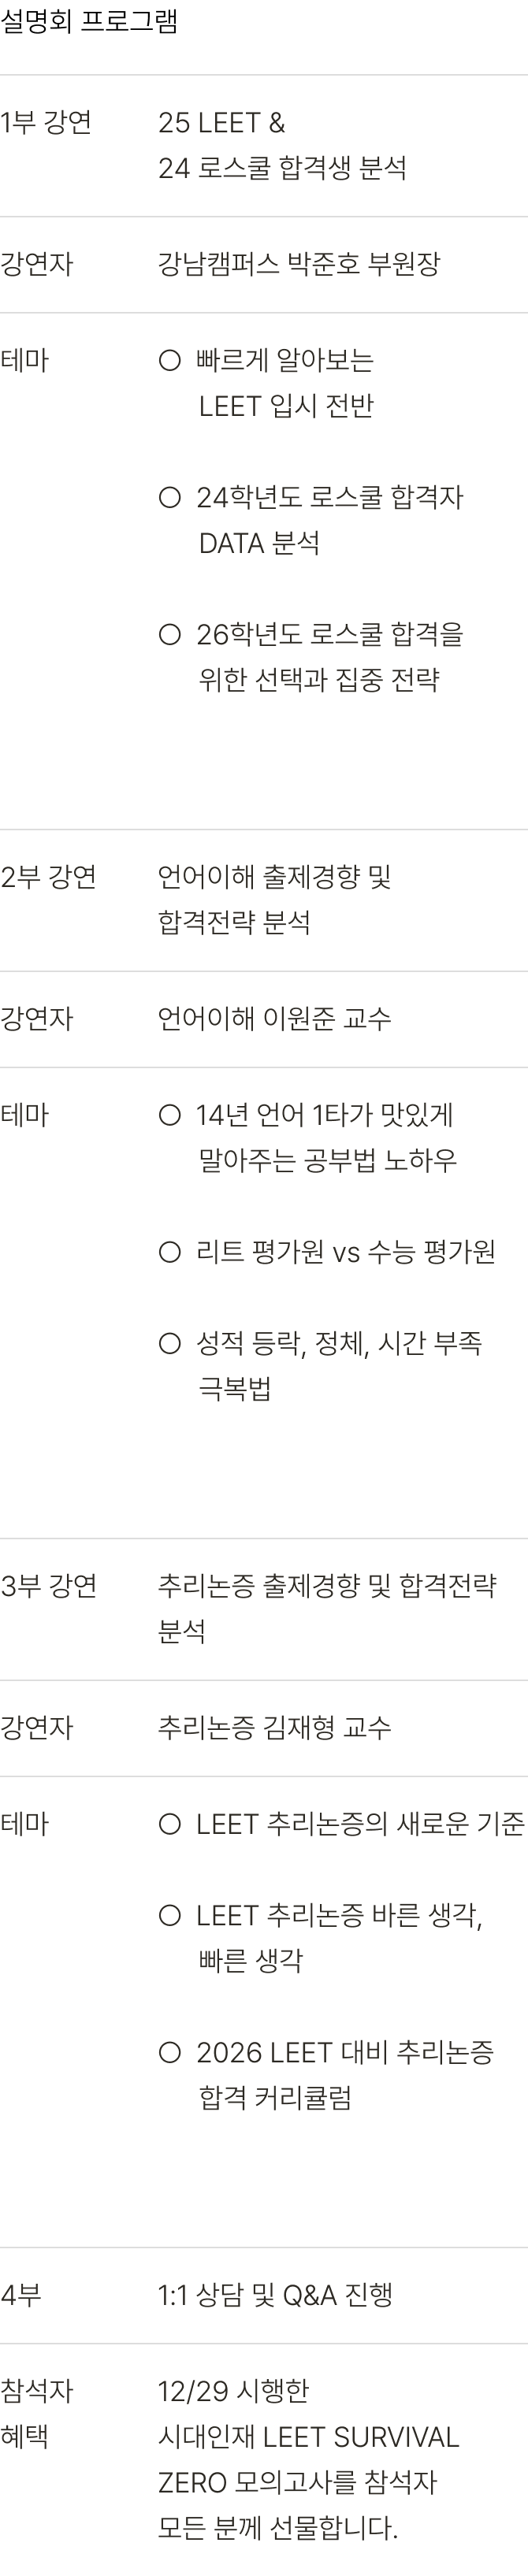 설명회 프로그램
1부 강연 25 LEET &
24 로스쿨 합격생 분석
강연자 강남캠퍼스 박준호 부원장
테마 ○ 빠르게 알아보는
LEET 입시 전반
○ 24학년도 로스쿨 합격자
DATA 분석
○ 26학년도 로스쿨 합격을
위한 선택과 집중 전략
2부 강연 언어이해 출제경향 및
합격전략 분석
강연자 언어이해 이원준 교수
테마 ○ 14년 언어 1타가 맛있게
말아주는 공부법 노하우
○ 리트 평가원 vs 수능 평가원
○ 성적 등락, 정체, 시간 부족
극복법
3부 강연 추리논증 출제경향 및 합격전략
분석
강연자 추리논증 김재형 교수
테마 ○ LEET 추리논증의 새로운 기준
○ LEET 추리논증 바른 생각,
빠른 생각
○ 2026 LEET 대비 추리논증
합격 커리큘럼
4부 1:1 상담 및 Q&A 진행
참석자 12/29 시행한
혜택 시대인재 LEET SURVIVAL
ZERO 모의고사를 참석자
모든 분께 선물합니다.